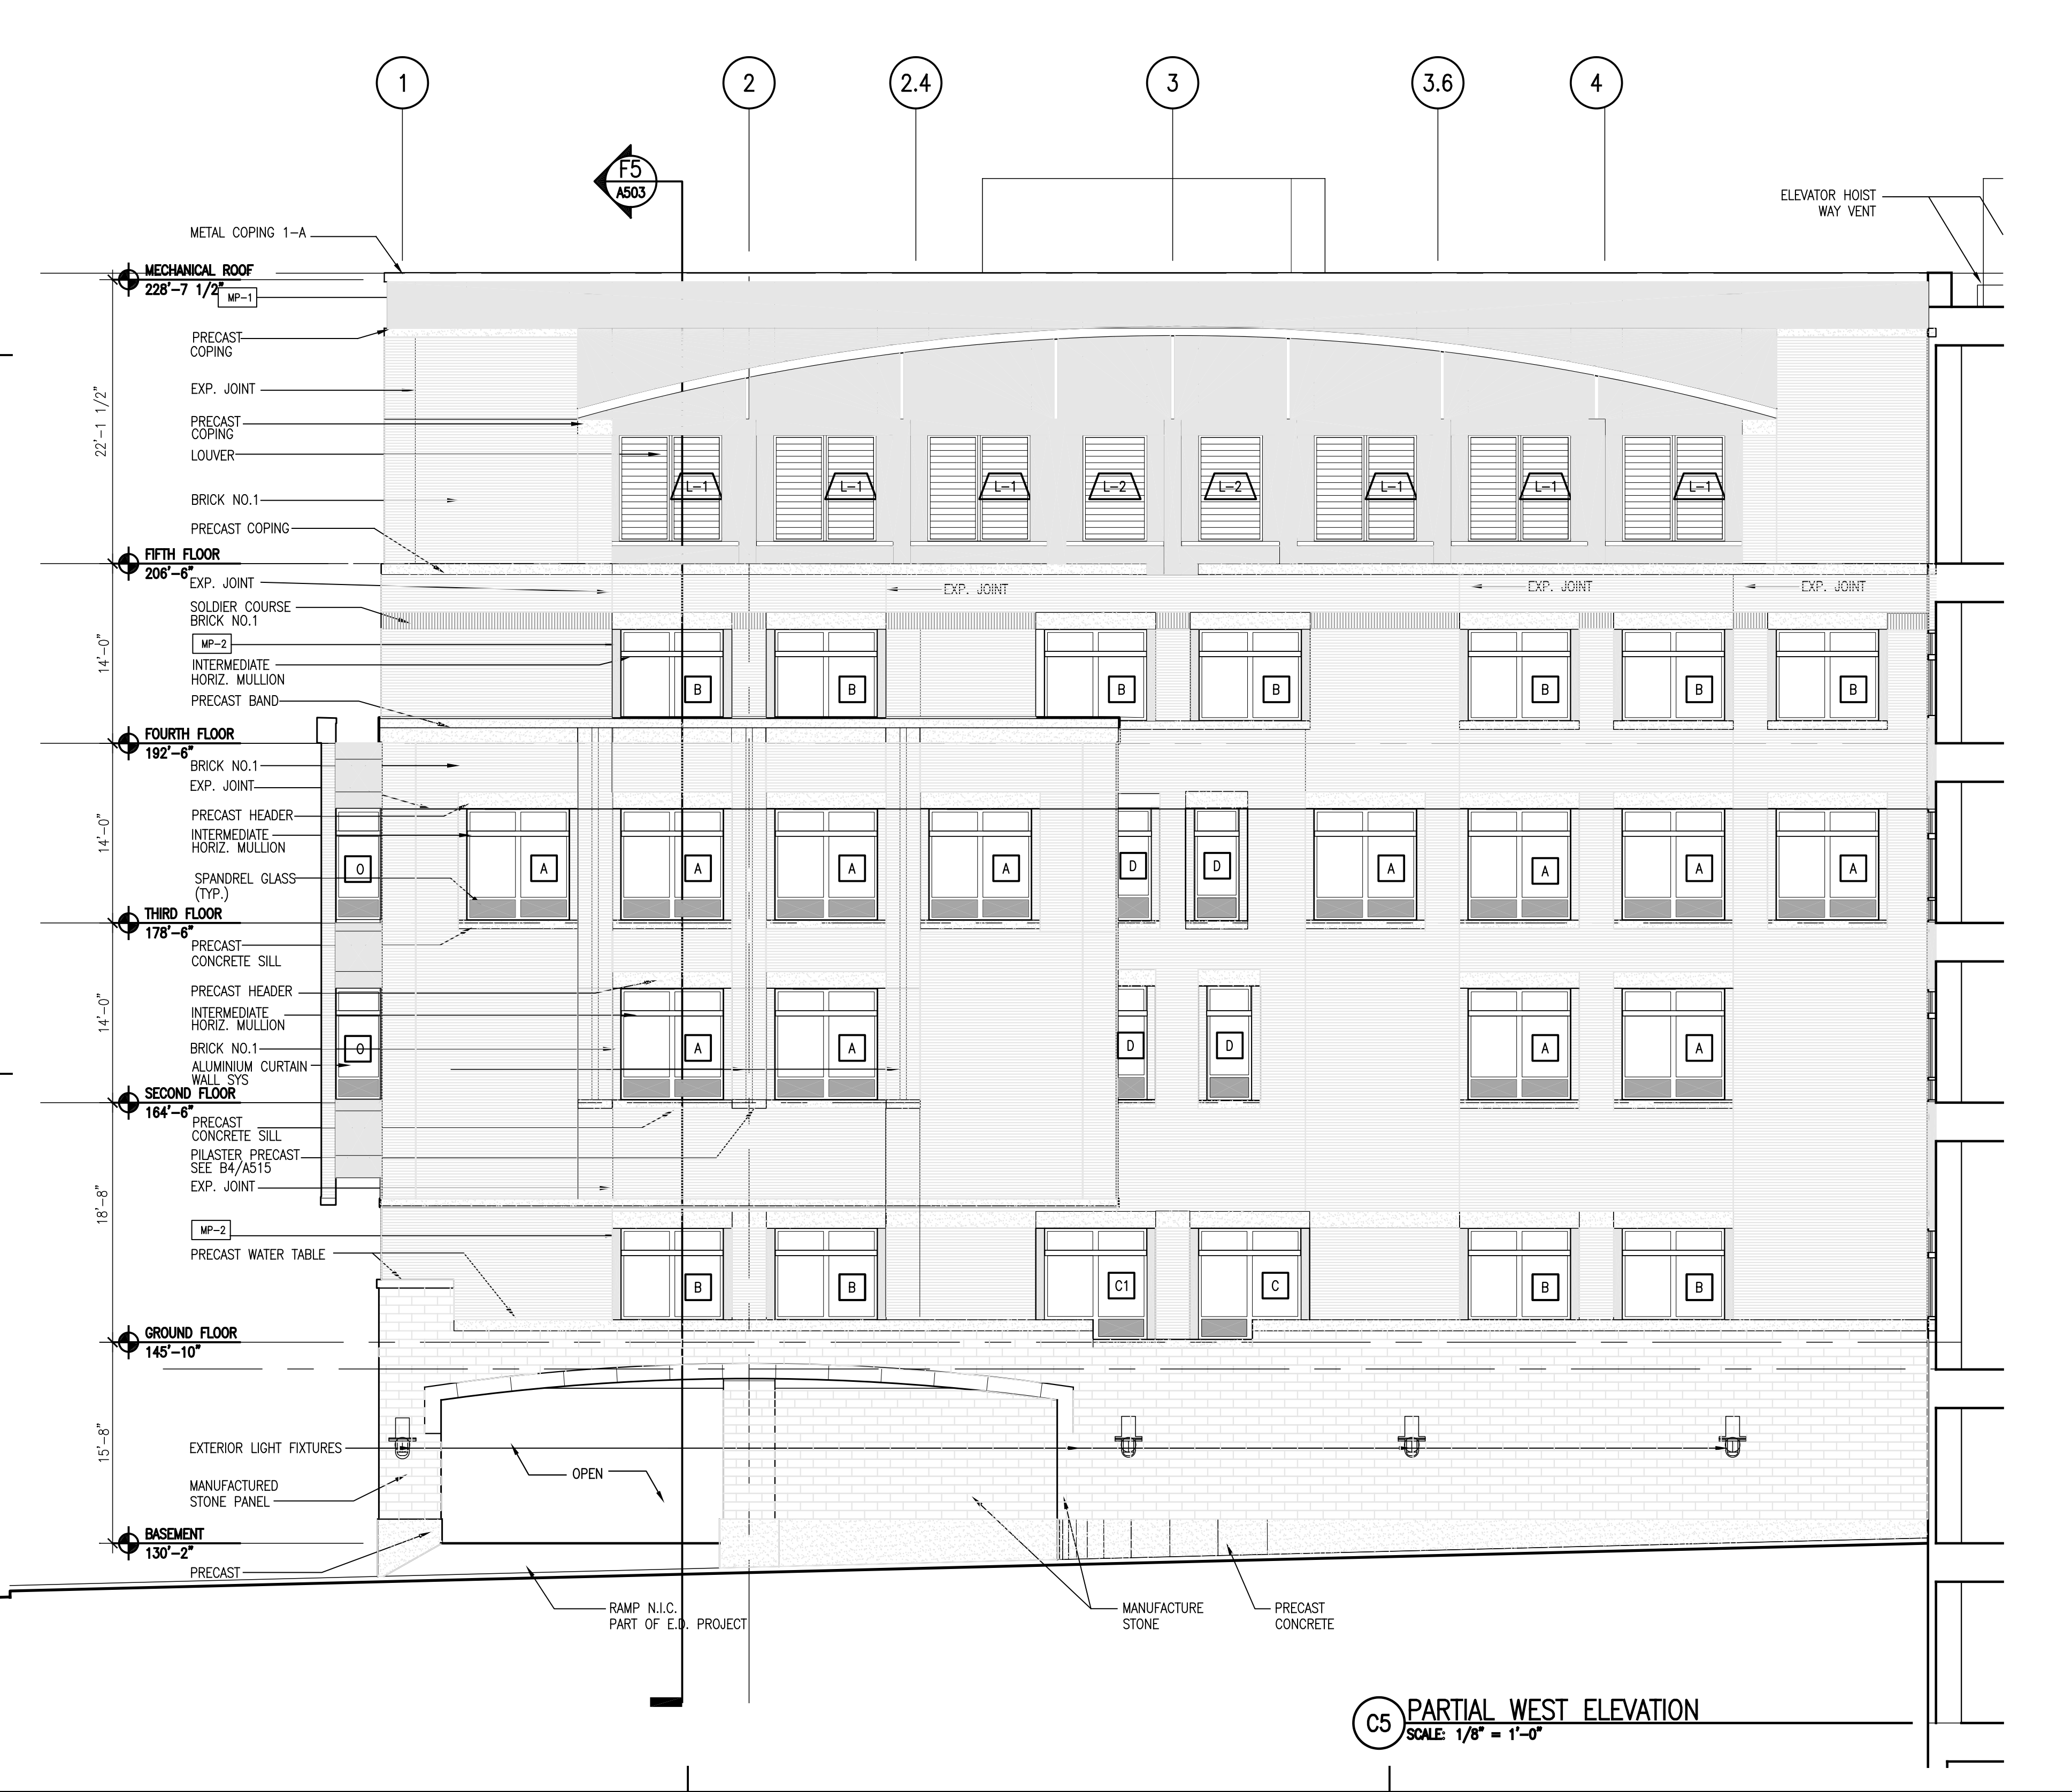 1
2
2.4
3
3.6
4
F5
A503
ELEVATOR HOIST
WAY VENT
METAL COPING 1-A
MECHANICAL ROOF
228'-7 1/2"
MP-1
PRECAST
COPING
EXP. JOINT
22'-1 1/2"
PRECAST
COPING
LOUVER
L-1
L-1
L-1
L-2
L-2
L-1
L-1
L-1
BRICK NO.1
PRECAST COPING
FIFTH FLOOR
206'-6"
EXP. JOINT
EXP. JOINT
EXP. JOINT
EXP. JOINT
SOLDIER COURSE
BRICK NO.1
14'-0"
MP-2
INTERMEDIATE
HORIZ. MULLION
B
B
B
B
B
B
B
PRECAST BAND
FOURTH FLOOR
192'-6"
BRICK NO.1
EXP. JOINT
14'-0"
PRECAST HEADER
INTERMEDIATE
HORIZ. MULLION
O
A
A
A
A
D
D
A
A
A
A
SPANDREL GLASS
(TYP.)
THIRD FLOOR
178'-6"
PRECAST
CONCRETE SILL
14'-0"
PRECAST HEADER
INTERMEDIATE
HORIZ. MULLION
BRICK NO.1
O
A
A
D
D
A
A
ALUMINIUM CURTAIN
WALL SYS
SECOND FLOOR
164'-6"
PRECAST
CONCRETE SILL
PILASTER PRECAST
SEE B4/A515
EXP. JOINT
18'-8"
MP-2
PRECAST WATER TABLE
B
B
C1
C
B
B
GROUND FLOOR
145'-10"
15'-8"
EXTERIOR LIGHT FIXTURES
OPEN
MANUFACTURED
STONE PANEL
BASEMENT
130'-2"
PRECAST
RAMP N.I.C.
PART OF E.D. PROJECT
MANUFACTURE
STONE
PRECAST
CONCRETE
C5
PARTIAL WEST ELEVATION
SCALE: 1/8" = 1'-0"